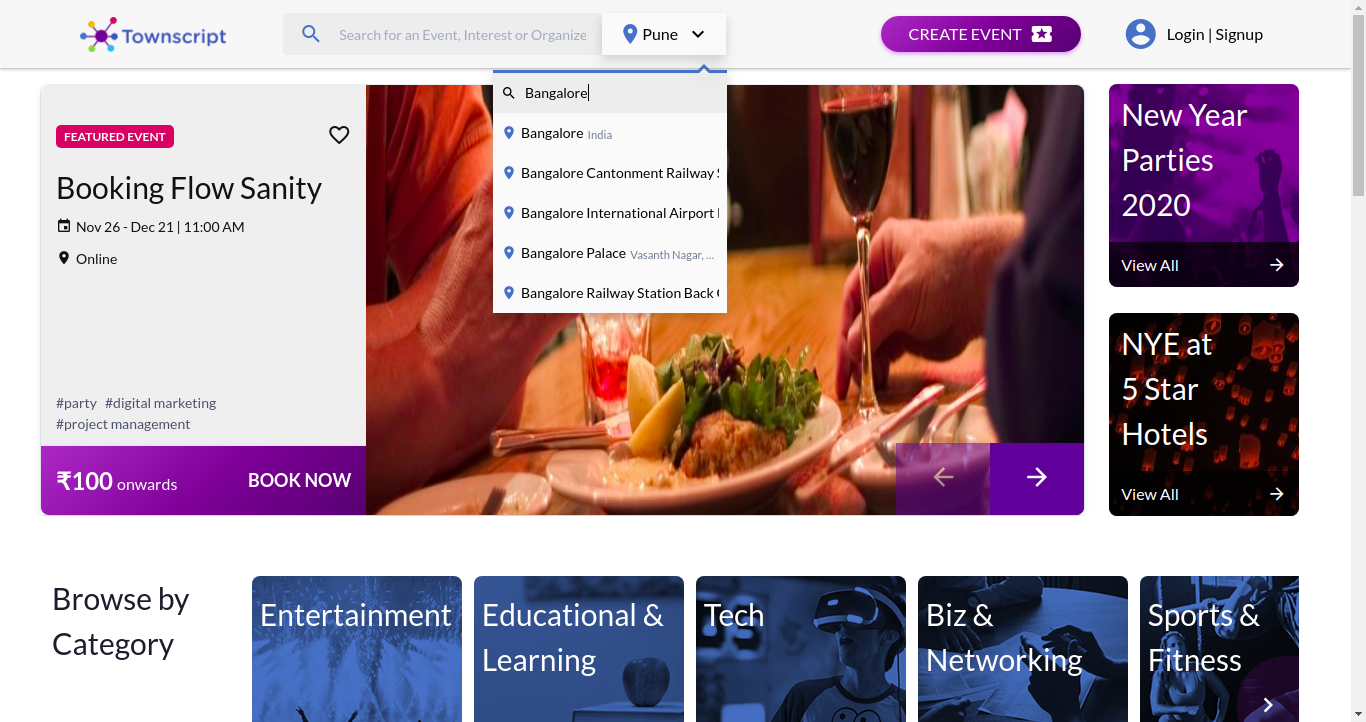 Townscript
Search for an Event, Interest or Organize
Pune
CREATE EVENT
Login | Signup
Bangalore
Bangalore India
Bangalore Cantonment Railway
Bangalore International Airport
Bangalore Palace Vasanth Nagar, ...
Bangalore Railway Station Back
FEATURED EVENT
Booking Flow Sanity
Nov 26 - Dec 21 | 11:00 AM
Online
#party #digital marketing
#project management
₹100 onwards
BOOK NOW
New Year
Parties
2020
View All
NYE at
5 Star
Hotels
View All
Browse by
Category
Entertainment
Educational &
Learning
Tech
Biz &
Networking
Sports &
Fitness